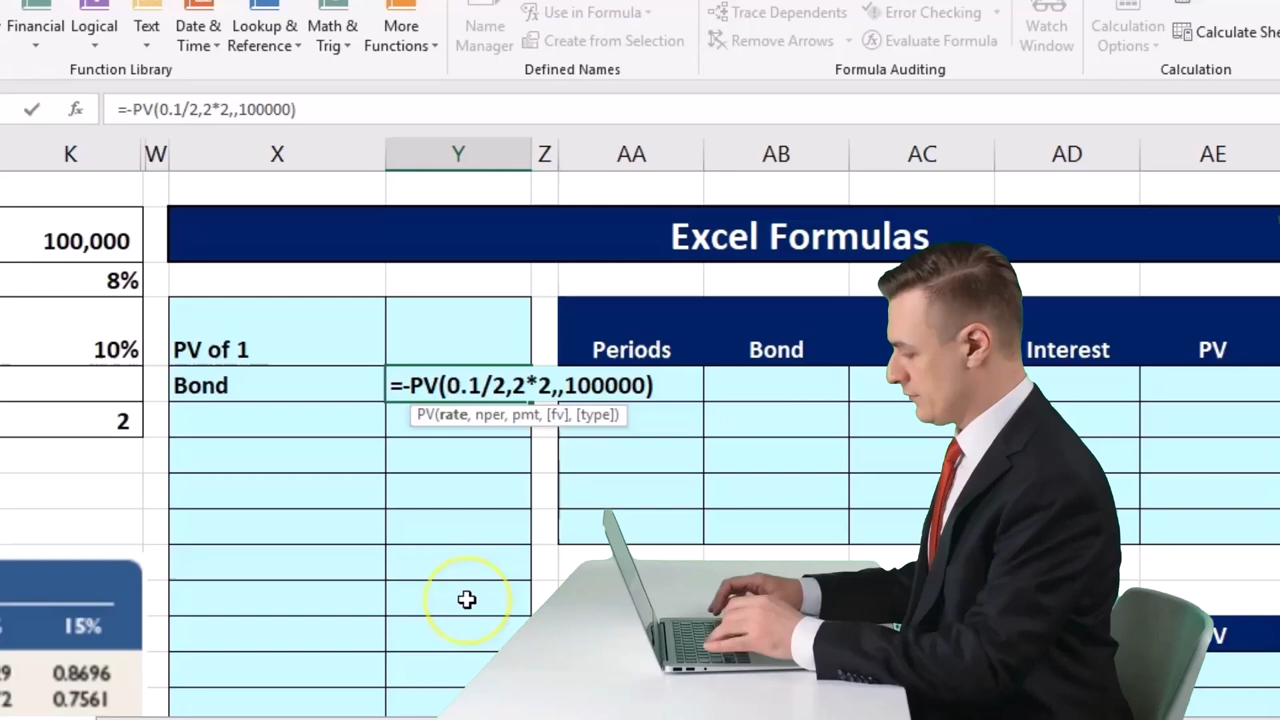 Financial Logical Text Date & Time Lookup & Reference Math & Trig More Functions
Name Manager
Use in Formula
Create from Selection
Trace Dependents
Remove Arrows
Error Checking
Evaluate Formula
Watch Window
Calculation Options
Calculate
Function Library
Defined Names
Formula Auditing
Calculation
fx
=-PV(0.1/2,2*2,,100000)
K W X Y Z AA AB AC AD AE
100,000
Excel Formulas
8%
10%
PV of 1
Periods Bond Interest PV
Bond
=-PV(0.1/2,2*2,,100000)
PV(rate, nper, pmt, [fv], [type])
2
15%
0.8696
0.7561